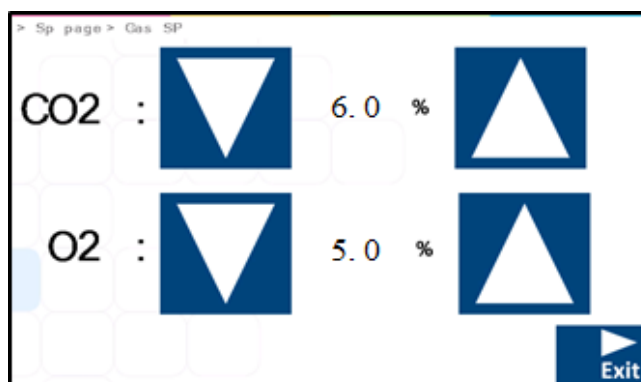 > Sp page> Gas SP
CO2 : 6.0 %
O2 : 5.0 %
Exit